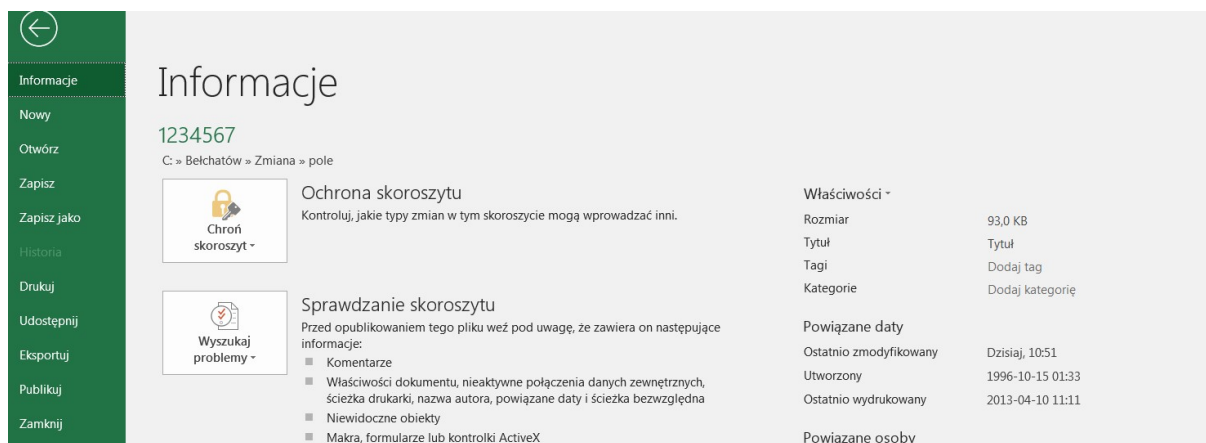 Informacje
Nowy
Otwórz
Zapisz
Zapisz jako
Historia
Drukuj
Udostępnij
Eksportuj
Publikuj
Zamknij
Informacje
1234567
C: » Bełchatów » Zmiana » pole
Chroń
skoroszyt
Ochrona skoroszytu
Kontroluj, jakie typy zmian w tym skoroszycie mogą wprowadzać inni.
Wyszukaj
problemy
Sprawdzanie skoroszytu
Przed opublikowaniem tego pliku weź pod uwagę, że zawiera on następujące
informacje:
Komentarze
Właściwości dokumentu, nieaktywne połączenia danych zewnętrznych,
ścieżka drukarki, nazwa autora, powiązane daty i ścieżka bezwzględna
Niewidoczne obiekty
Makra, formularze lub kontrolki ActiveX
Właściwości
Rozmiar 93,0 KB
Tytuł Tytuł
Tagi Dodaj tag
Kategorie Dodaj kategorię
Powiązane daty
Ostatnio zmodyfikowany Dzisiaj, 10:51
Utworzony 1996-10-15 01:33
Ostatnio wydrukowany 2013-04-10 11:11
Powiązane osoby